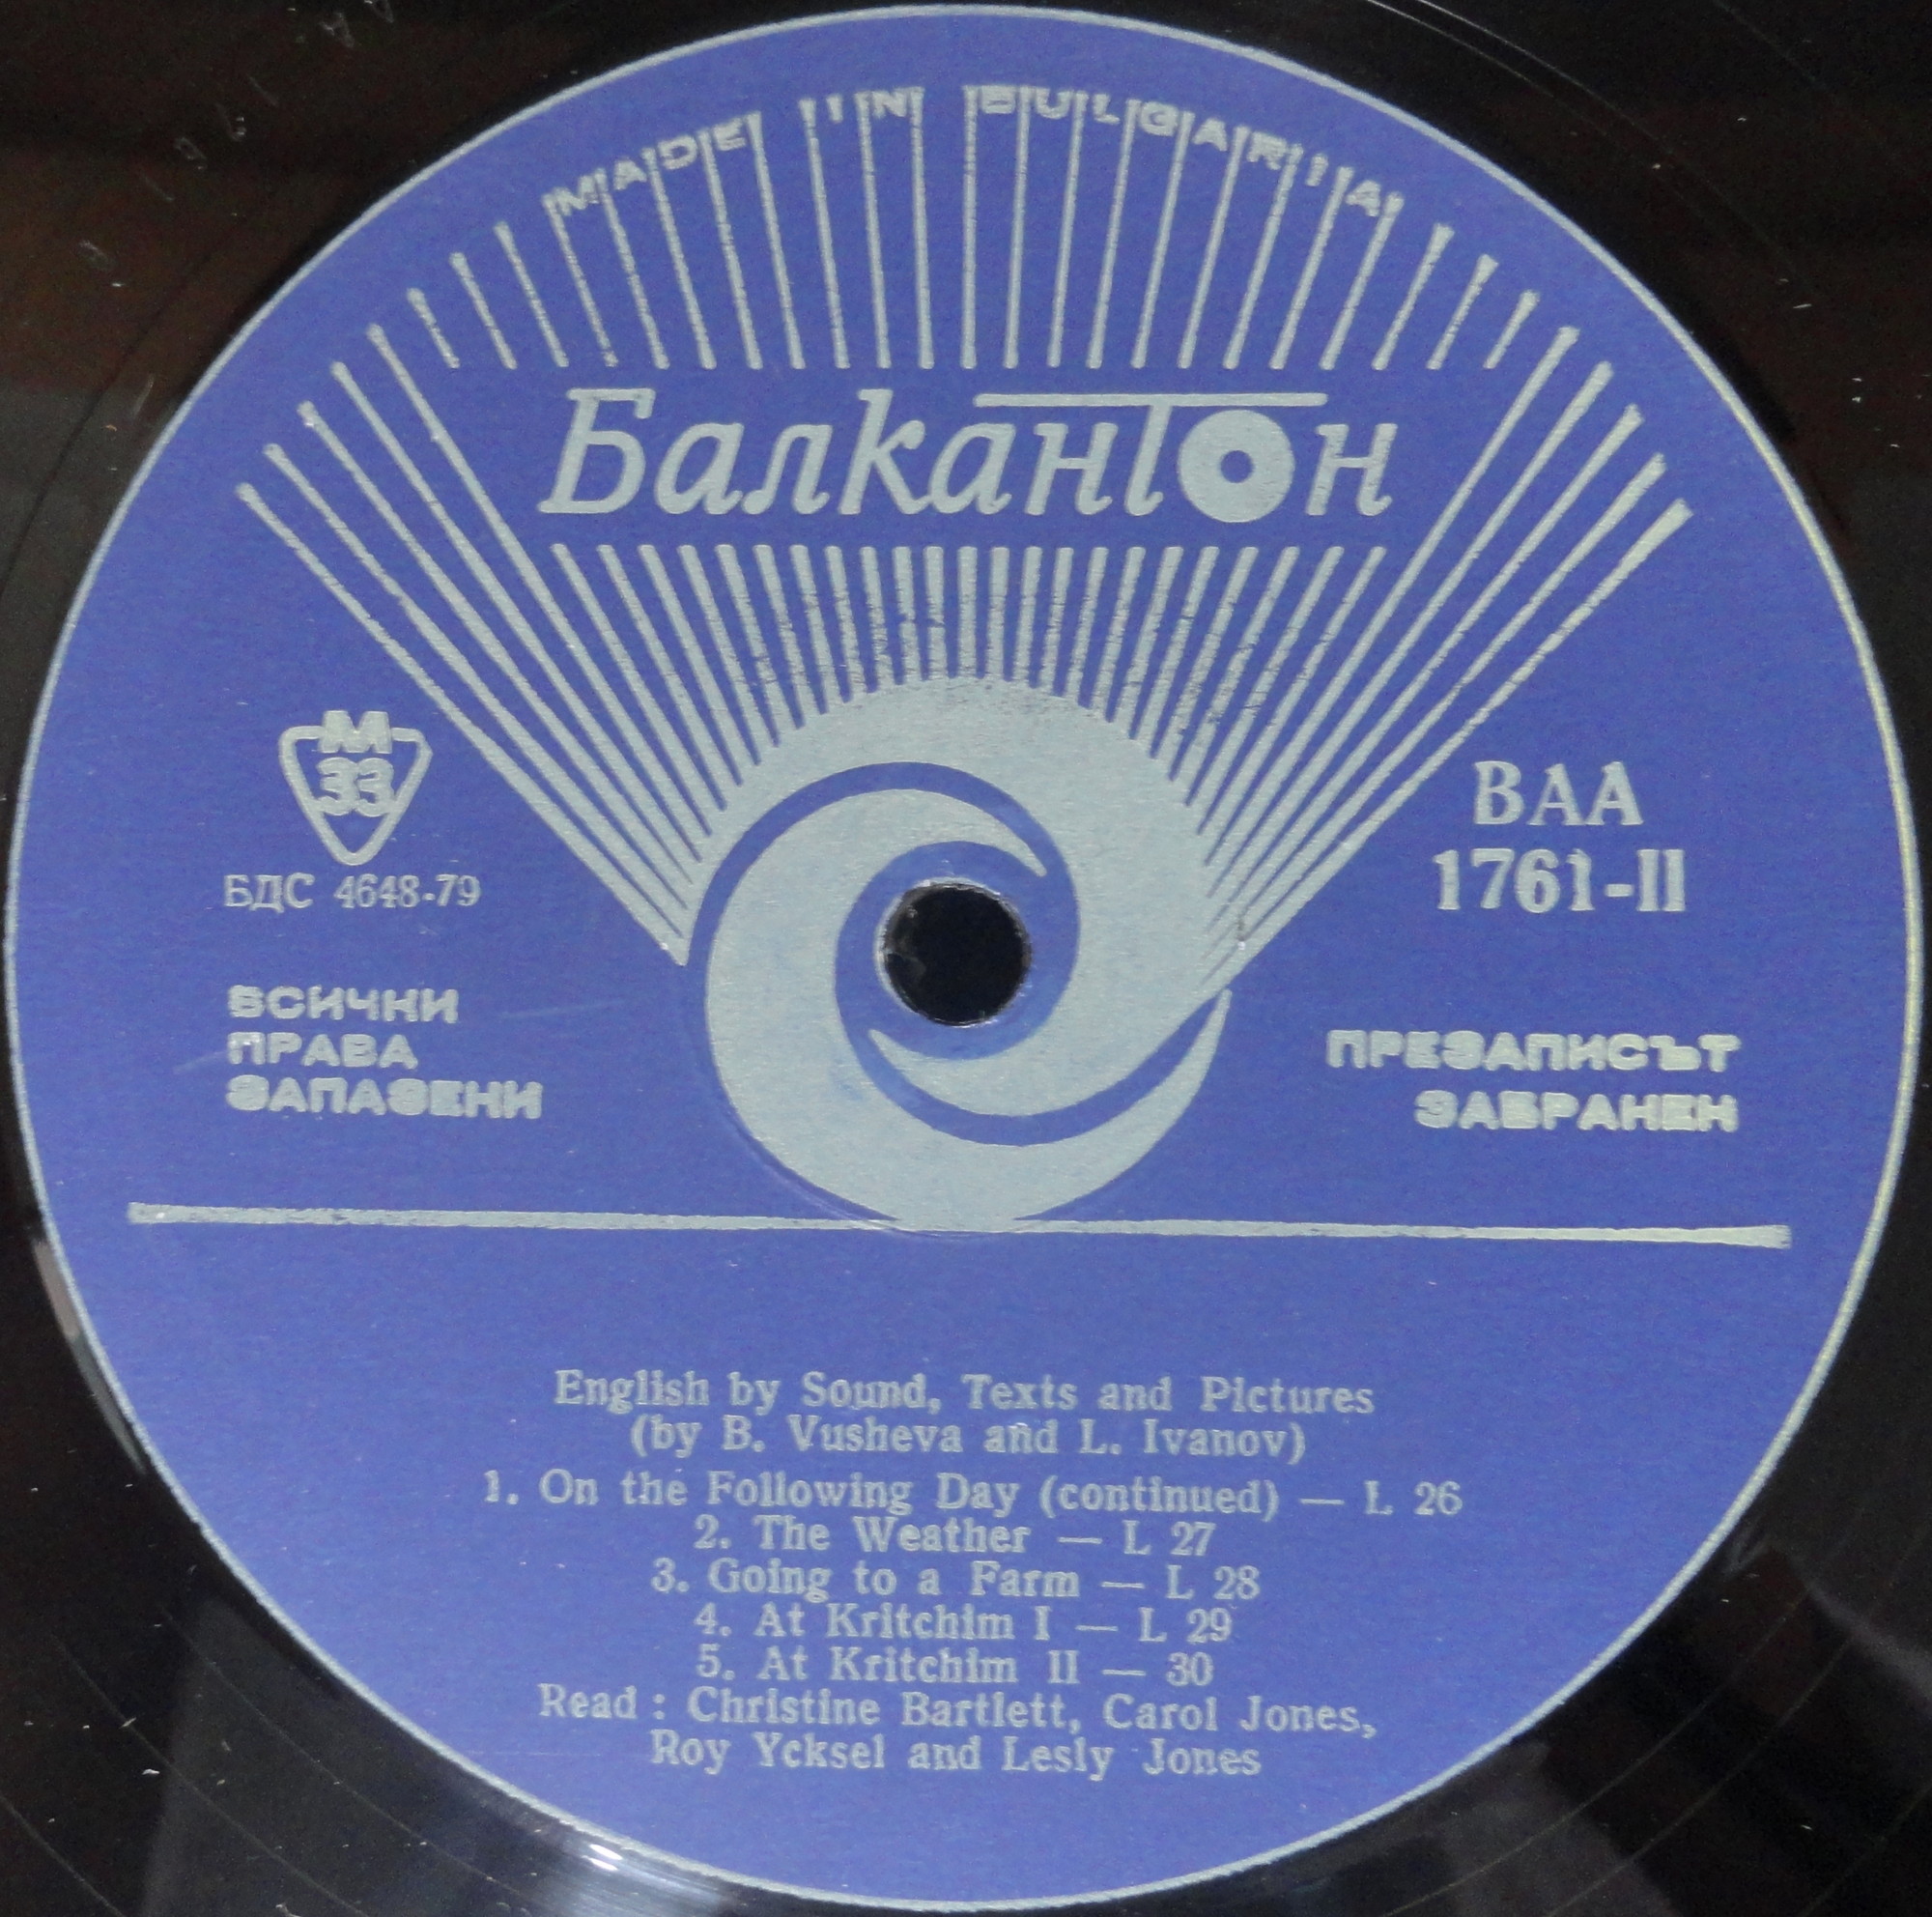 MADE IN BULGARIA
Балкантон
М
33
БДС 4648-79
ВАА
1761-II
ВСИЧКИ
ПРАВА
ЗАПАЗЕНИ
ПРЕЗАПИСЪТ
ЗАБРАНЕН
English by Sound, Texts and Pictures
(by B. Vusheva and L. Ivanov)
1. On the Following Day (continued) — L 26
2. The Weather — L 27
3. Going to a Farm — L 28
4. At Kritchim I — L 29
5. At Kritchim II — 30
Read : Christine Bartlett, Carol Jones,
Roy Ycksel and Lesly Jones